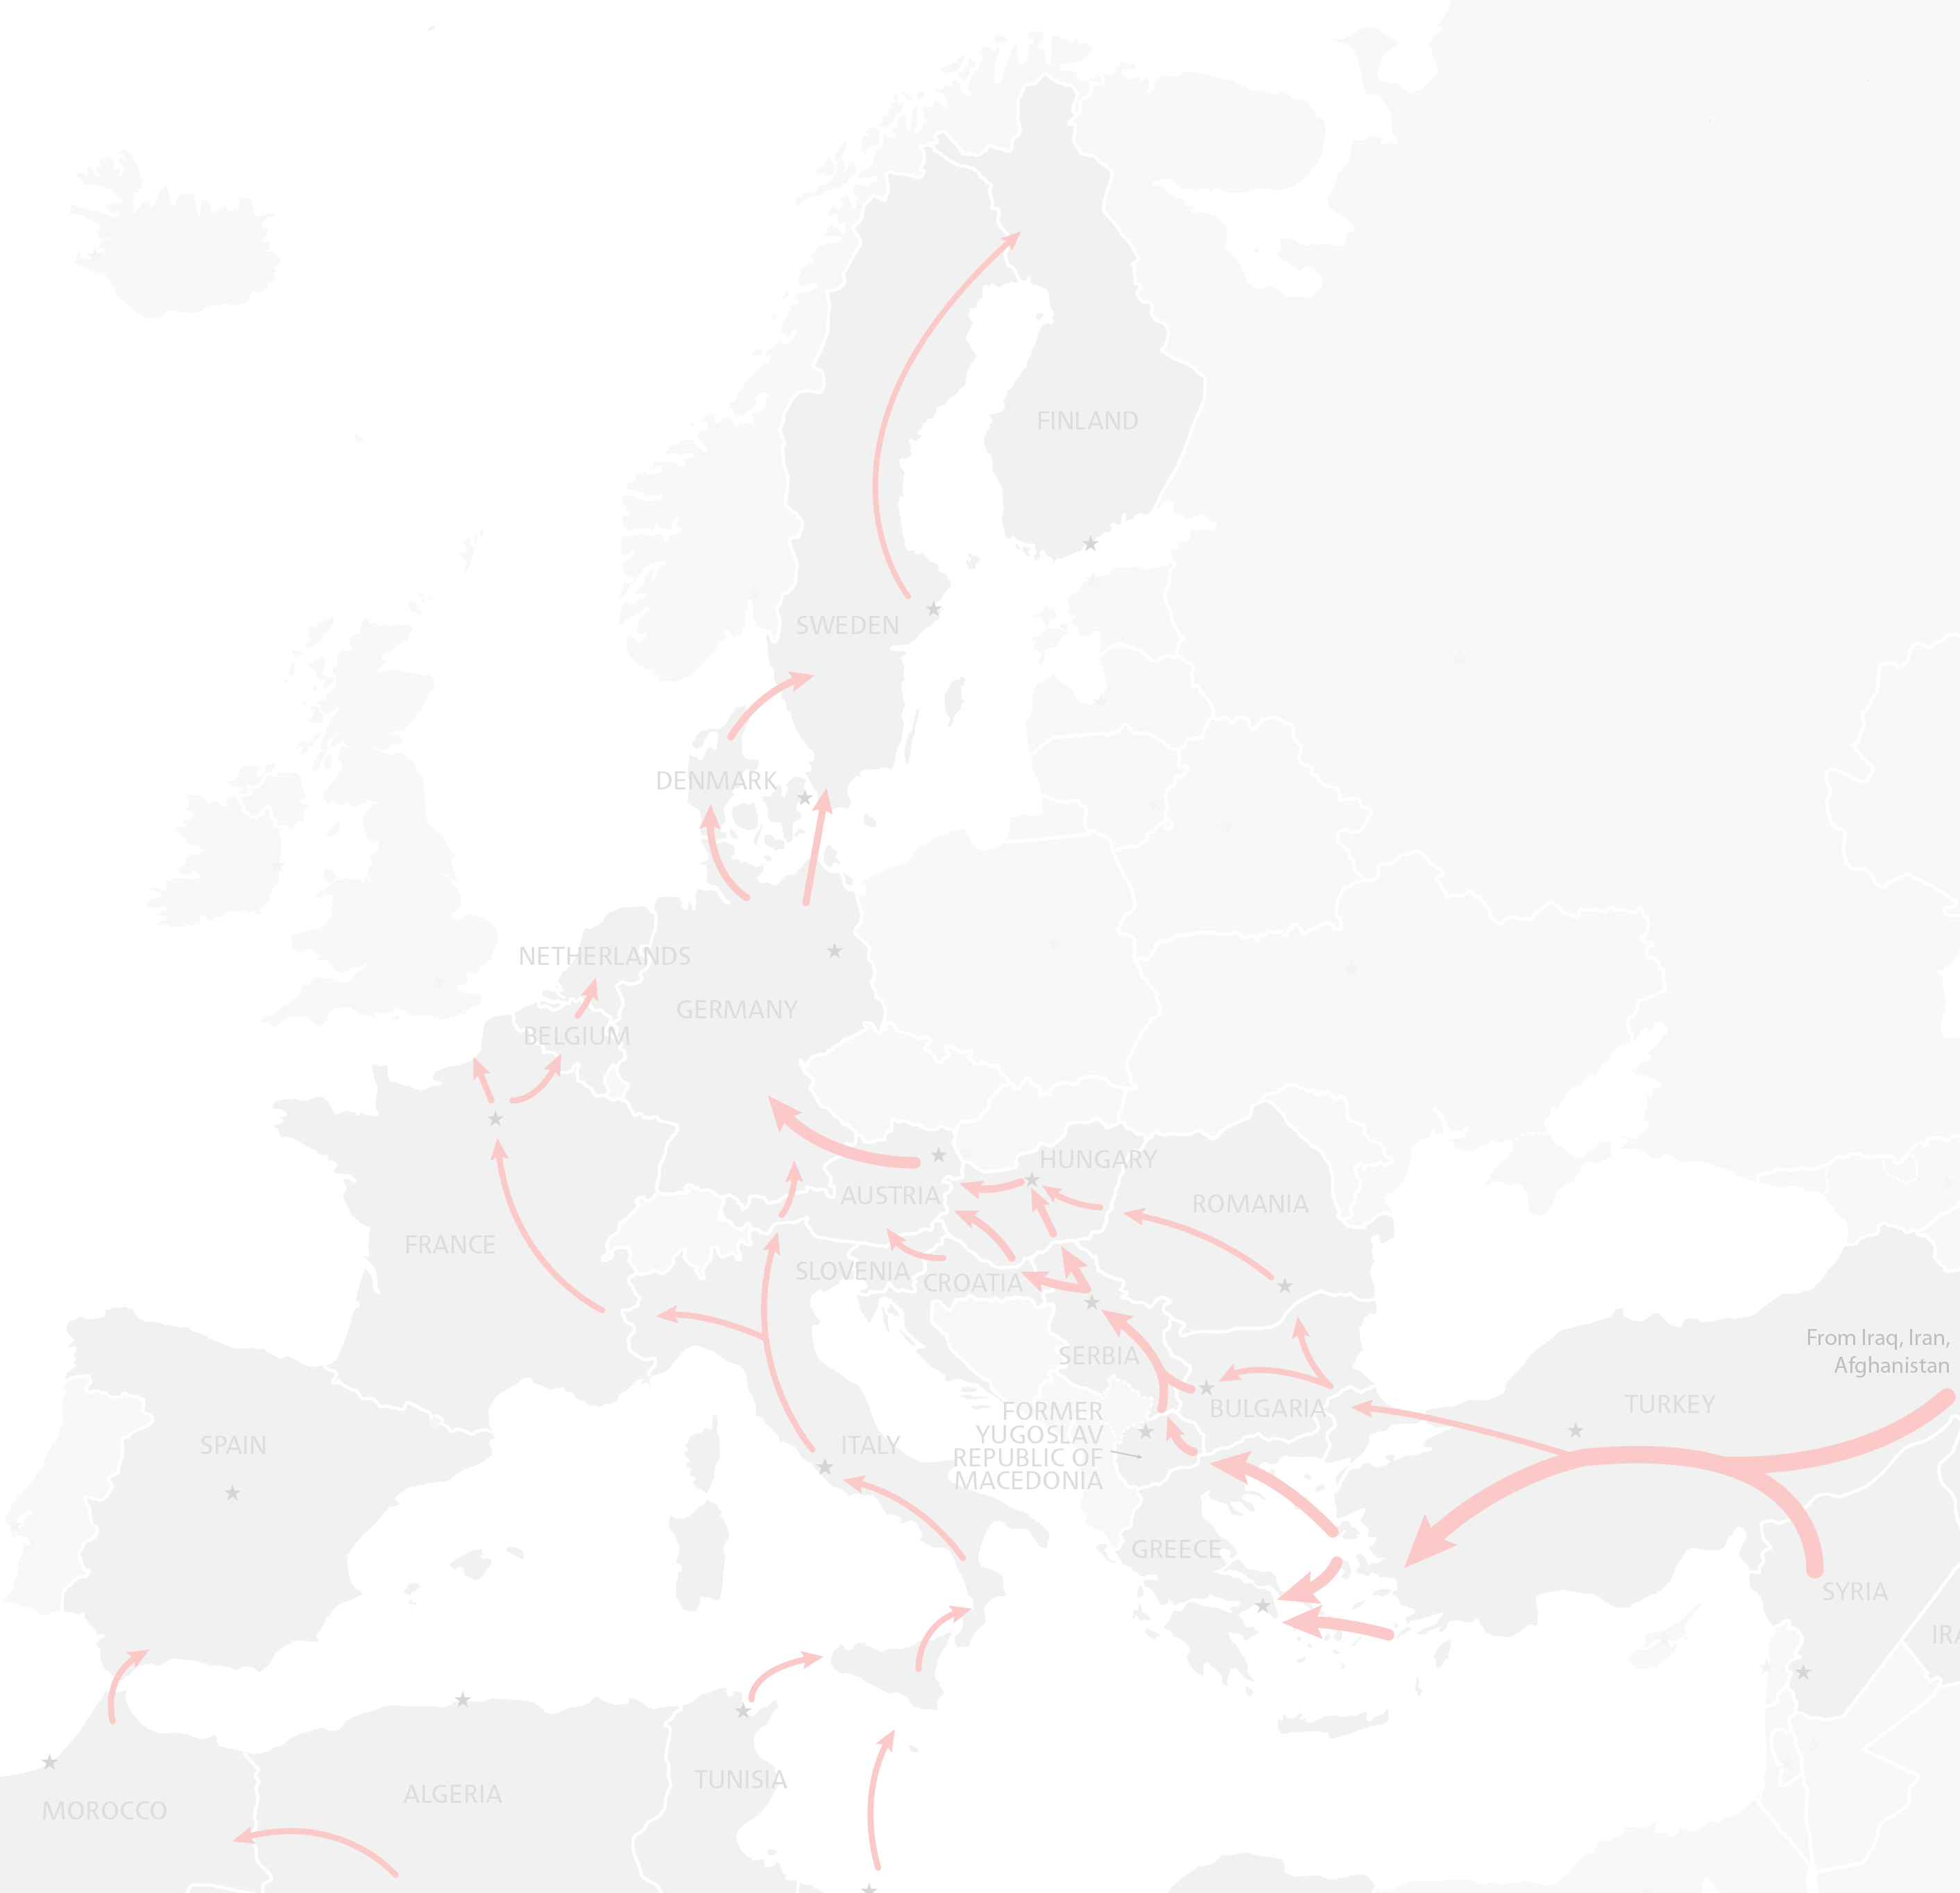 FINLAND
SWEDEN
DENMARK
NETHERLANDS
GERMANY
BELGIUM
HUNGARY
AUSTRIA
ROMANIA
FRANCE
SLOVENIA
CROATIA
From Iraq, Iran,
Afghanistan
SERBIA
TURKEY
BULGARIA
FORMER
YUGOSLAV
REPUBLIC OF
MACEDONIA
SPAIN
ITALY
GREECE
SYRIA
IRA
TUNISIA
ALGERIA
MOROCCO